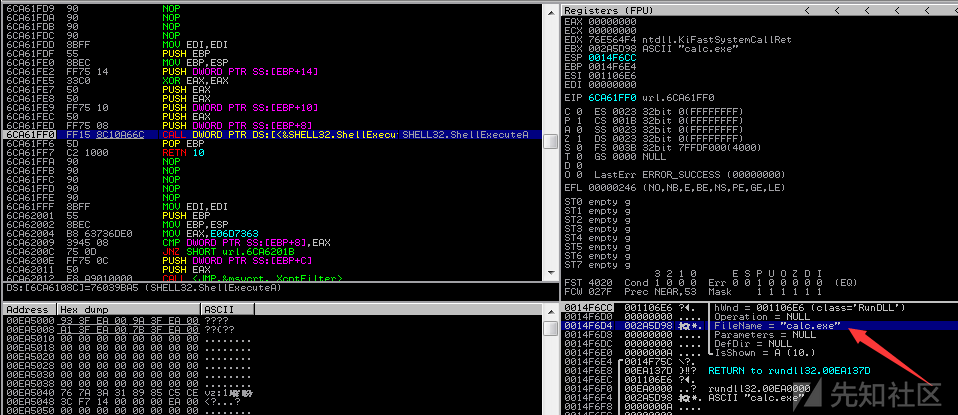 6CA61FD9 90 NOP
6CA61FDA 90 NOP
6CA61FDB 90 NOP
6CA61FDC 90 NOP
6CA61FDD 8BFF MOV EDI,EDI
6CA61FDF 55 PUSH EBP
6CA61FE0 8BEC MOV EBP,ESP
6CA61FE2 FF75 14 PUSH DWORD PTR SS:[EBP+14]
6CA61FE5 33C0 XOR EAX,EAX
6CA61FE7 50 PUSH EAX
6CA61FE8 50 PUSH EAX
6CA61FE9 FF75 10 PUSH DWORD PTR SS:[EBP+10]
6CA61FEC 50 PUSH EAX
6CA61FED FF75 08 PUSH DWORD PTR SS:[EBP+8]
6CA61FF0 FF15 8C10A66C CALL DWORD PTR DS:[<&SHELL32.ShellExecu SHELL32.ShellExecuteA
6CA61FF6 5D POP EBP
6CA61FF7 C2 1000 RETN 10
6CA61FFA 90 NOP
6CA61FFB 90 NOP
6CA61FFC 90 NOP
6CA61FFD 90 NOP
6CA61FFE 90 NOP
6CA61FFF 8BFF MOV EDI,EDI
6CA62001 55 PUSH EBP
6CA62002 8BEC MOV EBP,ESP
6CA62004 B8 63736DE0 MOV EAX,E06D7363
6CA62009 3945 08 CMP DWORD PTR SS:[EBP+8],EAX
6CA6200C 75 0D JNZ SHORT url.6CA6201B
6CA6200E FF75 0C PUSH DWORD PTR SS:[EBP+C]
6CA62011 50 PUSH EAX
6CA62012 E8 A9010000 CALL <JMP.&msvcrt._XcptFilter>
DS:[6CA6108C]=76039BA5 (SHELL32.ShellExecuteA)
Registers (FPU) < < < < < <
EAX 00000000
ECX 00000000
EDX 76E564F4 ntdll.KiFastSystemCallRet
EBX 002A5D98 ASCII "calc.exe"
ESP 0014F6CC
EBP 0014F6E4
ESI 001106E6
EDI 00000000
EIP 6CA61FF0 url.6CA61FF0
C 0 ES 0023 32bit 0(FFFFFFFF)
P 1 CS 001B 32bit 0(FFFFFFFF)
A 0 SS 0023 32bit 0(FFFFFFFF)
Z 1 DS 0023 32bit 0(FFFFFFFF)
S 0 FS 003B 32bit 7FFDF000(4000)
T 0 GS 0000 NULL
D 0
O 0 LastErr ERROR_SUCCESS (00000000)
EFL 00000246 (NO,NB,E,BE,NS,PE,GE,LE)
ST0 empty g
ST1 empty g
ST2 empty g
ST3 empty g
ST4 empty g
ST5 empty g
ST6 empty g
ST7 empty g
3 2 1 0 E S P U O Z D I
FST 4020 Cond 1 0 0 0 Err 0 0 1 0 0 0 0 0 (EQ)
FCW 027F Prec NEAR,53 Mask 1 1 1 1 1 1
Address Hex dump ASCII
00EA5000 93 3F EA 00 9A 3F EA 00 ????
00EA5008 A1 3F EA 00 7B 3F EA 00 ??{??
00EA5010 00 00 00 00 00 00 00 00 ........
00EA5018 00 00 00 00 00 00 00 00 ........
00EA5020 00 00 00 00 00 00 00 00 ........
00EA5028 00 00 00 00 00 00 00 00 ........
00EA5030 00 00 00 00 00 00 00 00 ........
00EA5038 00 00 00 00 00 00 00 00 ........
00EA5040 76 7A 3A 31 89 85 C5 CE
00EA5048 3C F7 14 00 00 00 EA 00
0014F6CC 001106E6 ?◀. hWnd = 001106E6 (class='RunDLL')
0014F6D0 00000000 .... Operation = NULL
0014F6D4 002A5D98 FileName = "calc.exe"
0014F6D8 00000000 .... Parameters = NULL
0014F6DC 00000000 .... DefDir = NULL
0014F6E0 0000000A .... IsShown = A (10.)
0014F6E4 0014F75C
0014F6E8 00EA137D RETURN to rundll32.00EA137D
0014F6EC 001106E6
0014F6F0 00EA0000 rundll32.00EA0000
0014F6F4 002A5D98 ASCII "calc.exe"
先知社区